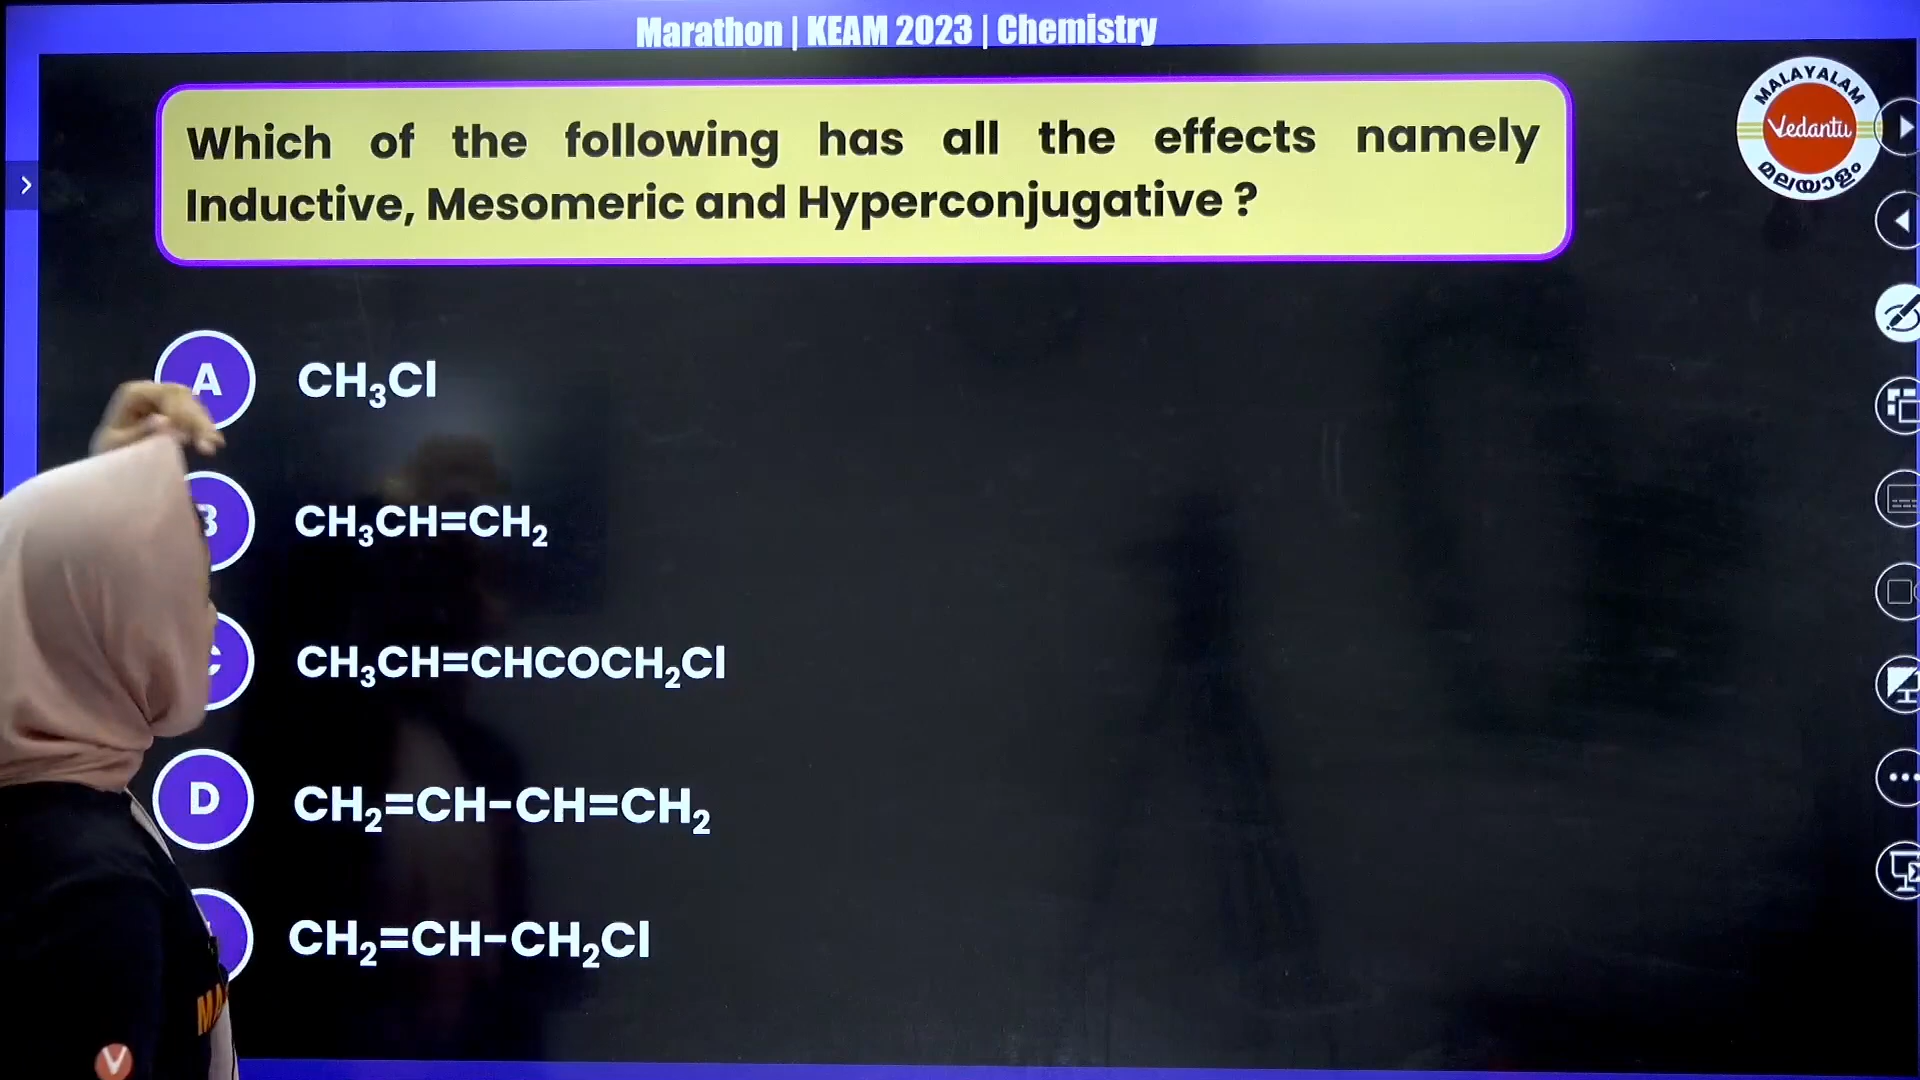 Marathon | KEAM 2023 | Chemistry
Which of the following has all the effects namely
Inductive, Mesomeric and Hyperconjugative ?
MALAYALAM
Vedantu
മലയാളം
A
CH₃Cl
B
CH₃CH=CH₂
C
CH₃CH=CHCOCH₂Cl
D
CH₂=CH-CH=CH₂
CH₂=CH-CH₂Cl
V